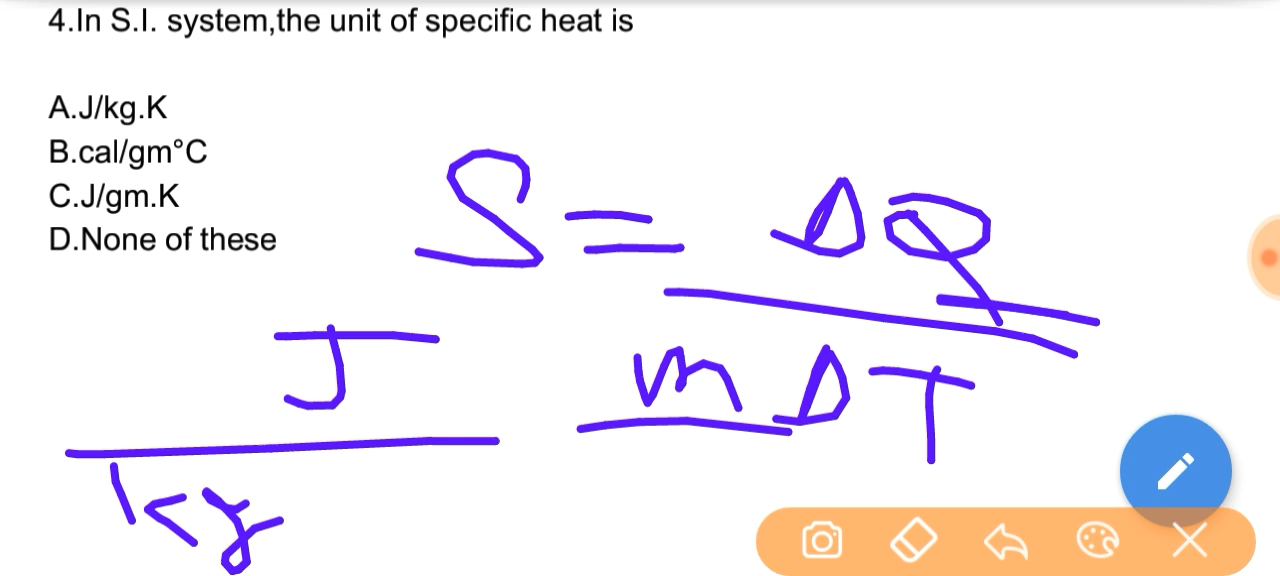 4.In S.I. system,the unit of specific heat is
A.J/kg.K
B.cal/gm°C
C.J/gm.K
D.None of these
S = ΔQ
mΔT
J
kg